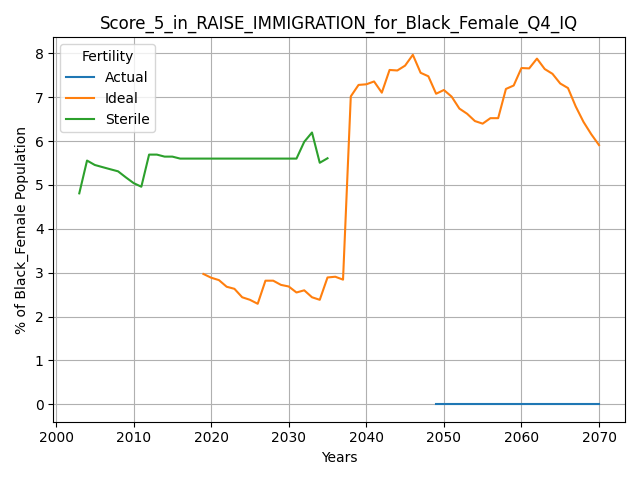 Score_5_in_RAISE_IMMIGRATION_for_Black_Female_Q4_IQ
Fertility
Actual
Ideal
Sterile
% of Black_Female Population
8
7
6
5
4
3
2
1
0
2000 2010 2020 2030 2040 2050 2060 2070
Years